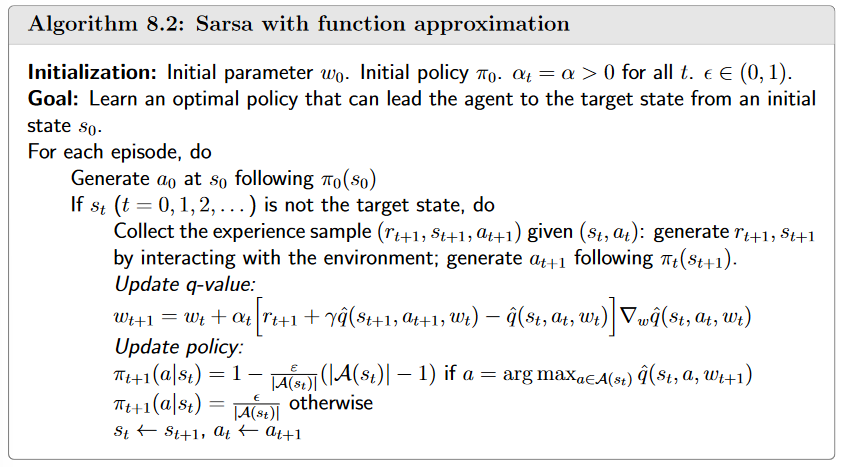 Algorithm 8.2: Sarsa with function approximation
Initialization: Initial parameter $w_0$. Initial policy $\pi_0$. $\alpha_t = \alpha > 0$ for all $t$. $\epsilon \in (0, 1)$.
Goal: Learn an optimal policy that can lead the agent to the target state from an initial
state $s_0$.
For each episode, do
Generate $a_0$ at $s_0$ following $\pi_0(s_0)$
If $s_t$ ($t = 0, 1, 2, \ldots$) is not the target state, do
Collect the experience sample $(r_{t+1}, s_{t+1}, a_{t+1})$ given $(s_t, a_t)$: generate $r_{t+1}, s_{t+1}$
by interacting with the environment; generate $a_{t+1}$ following $\pi_t(s_{t+1})$.
Update q-value:
$w_{t+1} = w_t + \alpha_t \Big[ r_{t+1} + \gamma \hat{q}(s_{t+1}, a_{t+1}, w_t) - \hat{q}(s_t, a_t, w_t) \Big] \nabla_w \hat{q}(s_t, a_t, w_t)$
Update policy:
$\pi_{t+1}(a|s_t) = 1 - \frac{\varepsilon}{|\mathcal{A}(s_t)|}(|\mathcal{A}(s_t)| - 1)$ if $a = \arg\max_{a \in \mathcal{A}(s_t)} \hat{q}(s_t, a, w_{t+1})$
$\pi_{t+1}(a|s_t) = \frac{\epsilon}{|\mathcal{A}(s_t)|}$ otherwise
$s_t \leftarrow s_{t+1}$, $a_t \leftarrow a_{t+1}$